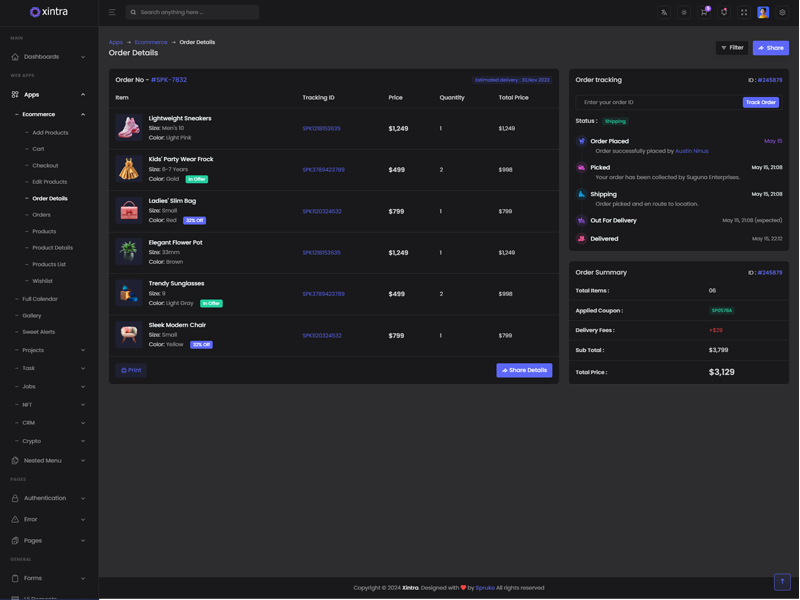 xintra
Search anything here ...
5
MAIN
Dashboards
WEB APPS
Apps
Ecommerce
Add Products
Cart
Checkout
Edit Products
Order Details
Orders
Products
Product Details
Products List
Wishlist
Full Calendar
Gallery
Sweet Alerts
Projects
Task
Jobs
NFT
CRM
Crypto
Nested Menu
PAGES
Authentication
Error
Pages
GENERAL
Forms
Apps → Ecommerce → Order Details
Order Details
Filter
Share
Order No - #SPK-7832
Estimated delivery : 30,Nov 2023
Item Tracking ID Price Quantity Total Price
Lightweight Sneakers
Size: Men's 10
Color: Light Pink
SPK1218153635 $1,249 1 $1,249
Kids' Party Wear Frock
Size: 6-7 Years
Color: Gold In Offer
SPK3789423789 $499 2 $998
Ladies' Slim Bag
Size: Small
Color: Red 32% Off
SPK1120324532 $799 1 $799
Elegant Flower Pot
Size: 33mm
Color: Brown
SPK1218153635 $1,249 1 $1,249
Trendy Sunglasses
Size: 9
Color: Light Gray In Offer
SPK3789423789 $499 2 $998
Sleek Modern Chair
Size: Small
Color: Yellow 32% Off
SPK1120324532 $799 1 $799
Print
Share Details
Order tracking ID : #245879
Enter your order ID Track Order
Status : Shipping
Order Placed May 15
Order successfully placed by Austin Ninus
Picked May 15, 21:08
Your order has been collected by Suguna Enterprises.
Shipping May 15, 21:08
Order picked and en route to location.
Out For Delivery May 15, 21:08 (expected)
Delivered May 15, 22:12
Order Summary ID : #245879
Total Items : 06
Applied Coupon : SPS578A
Delivery Fees : +$29
Sub Total : $3,799
Total Price : $3,129
Copyright © 2024 Xintra. Designed with ❤ by Spruko All rights reserved